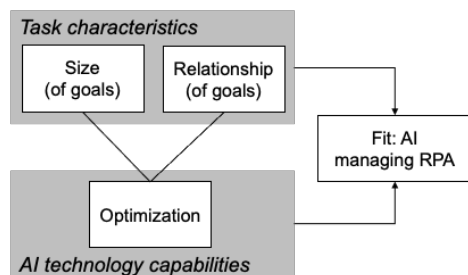 Task characteristics
Size
(of goals)
Relationship
(of goals)
Fit: AI
managing RPA
Optimization
AI technology capabilities